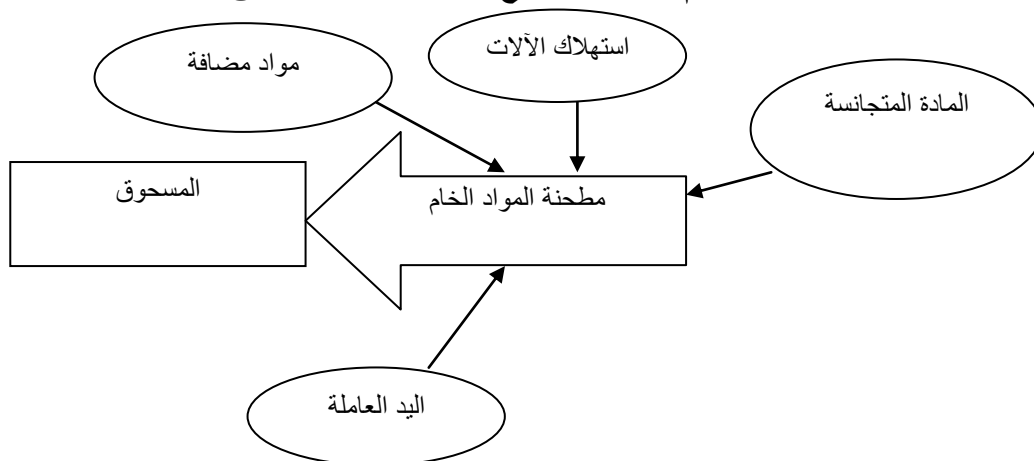 استهلاك الآلات
مواد مضافة
المادة المتجانسة
مطحنة المواد الخام
المسحوق
اليد العاملة